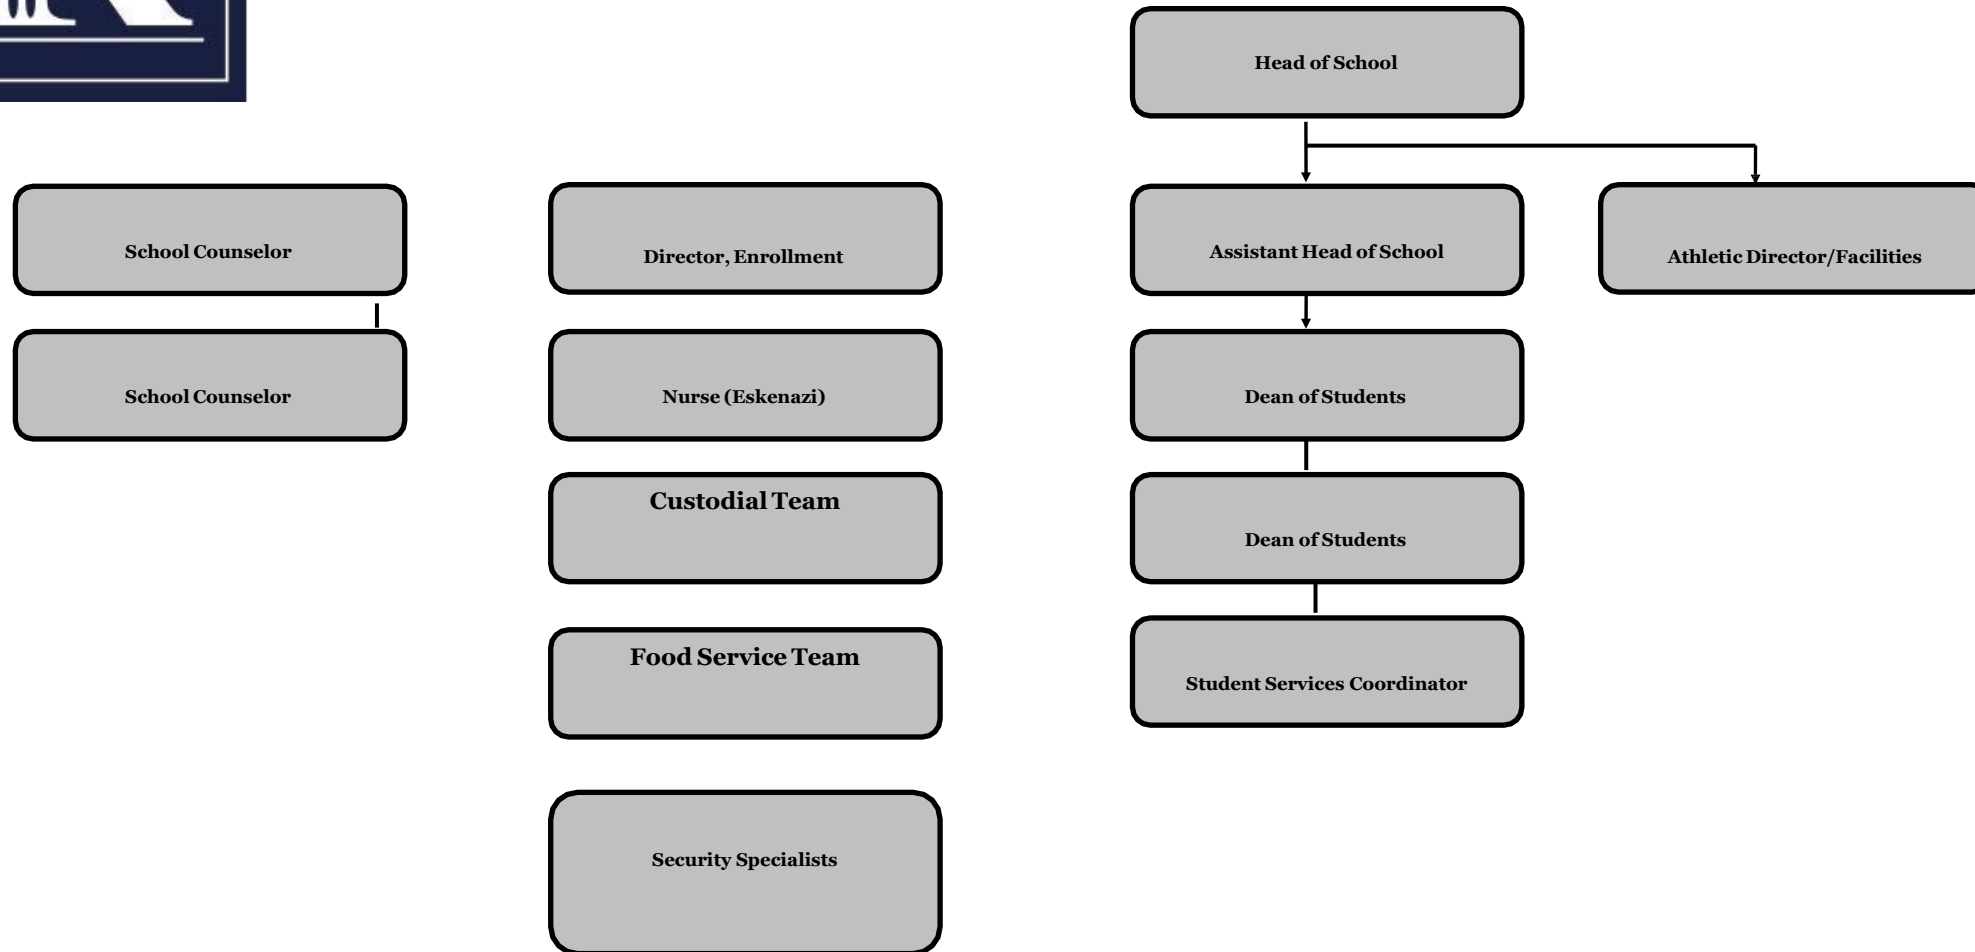 Head of School
School Counselor
Director, Enrollment
Assistant Head of School
Athletic Director/Facilities
School Counselor
Nurse (Eskenazi)
Dean of Students
Custodial Team
Dean of Students
Food Service Team
Student Services Coordinator
Security Specialists